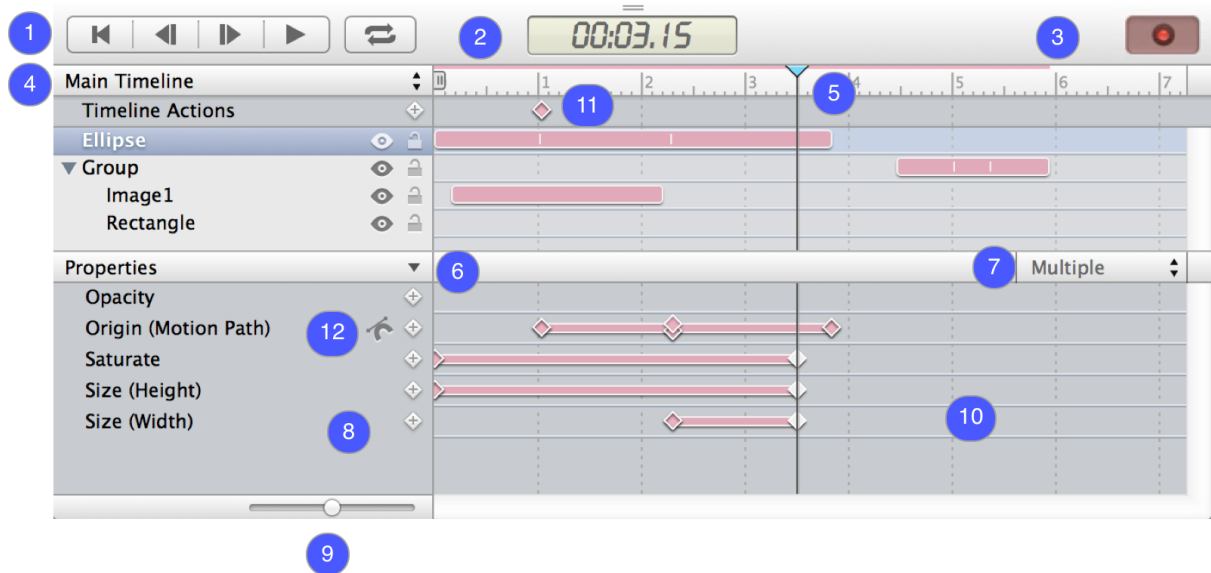 1
2
00:03.15
3
4
Main Timeline
1 2 3 4 5 6 7
5
Timeline Actions
11
Ellipse
Group
Image1
Rectangle
Properties
6
7
Multiple
Opacity
Origin (Motion Path)
12
Saturate
Size (Height)
Size (Width)
8
10
9